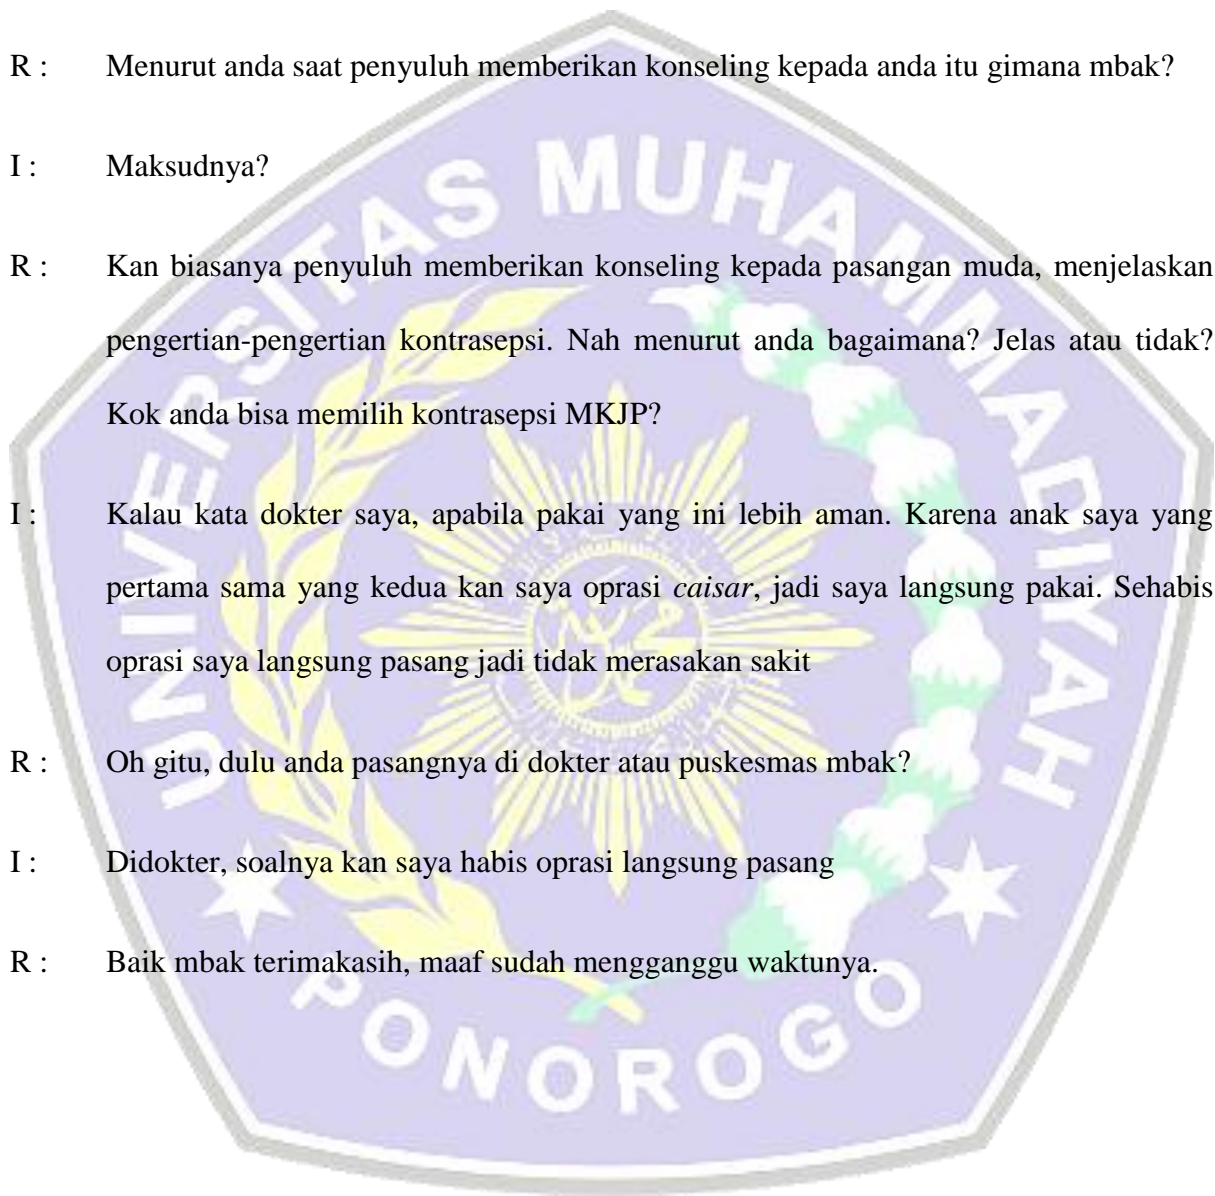 R : Menurut anda saat penyuluh memberikan konseling kepada anda itu gimana mbak?
I : Maksudnya?
R : Kan biasanya penyuluh memberikan konseling kepada pasangan muda, menjelaskan
pengertian-pengertian kontrasepsi. Nah menurut anda bagaimana? Jelas atau tidak?
Kok anda bisa memilih kontrasepsi MKJP?
I : Kalau kata dokter saya, apabila pakai yang ini lebih aman. Karena anak saya yang
pertama sama yang kedua kan saya oprasi caisar, jadi saya langsung pakai. Sehabis
oprasi saya langsung pasang jadi tidak merasakan sakit
R : Oh gitu, dulu anda pasangnya di dokter atau puskesmas mbak?
I : Didokter, soalnya kan saya habis oprasi langsung pasang
R : Baik mbak terimakasih, maaf sudah mengganggu waktunya.
UNIVERSITAS MUHAMMADIYAH
PONOROGO